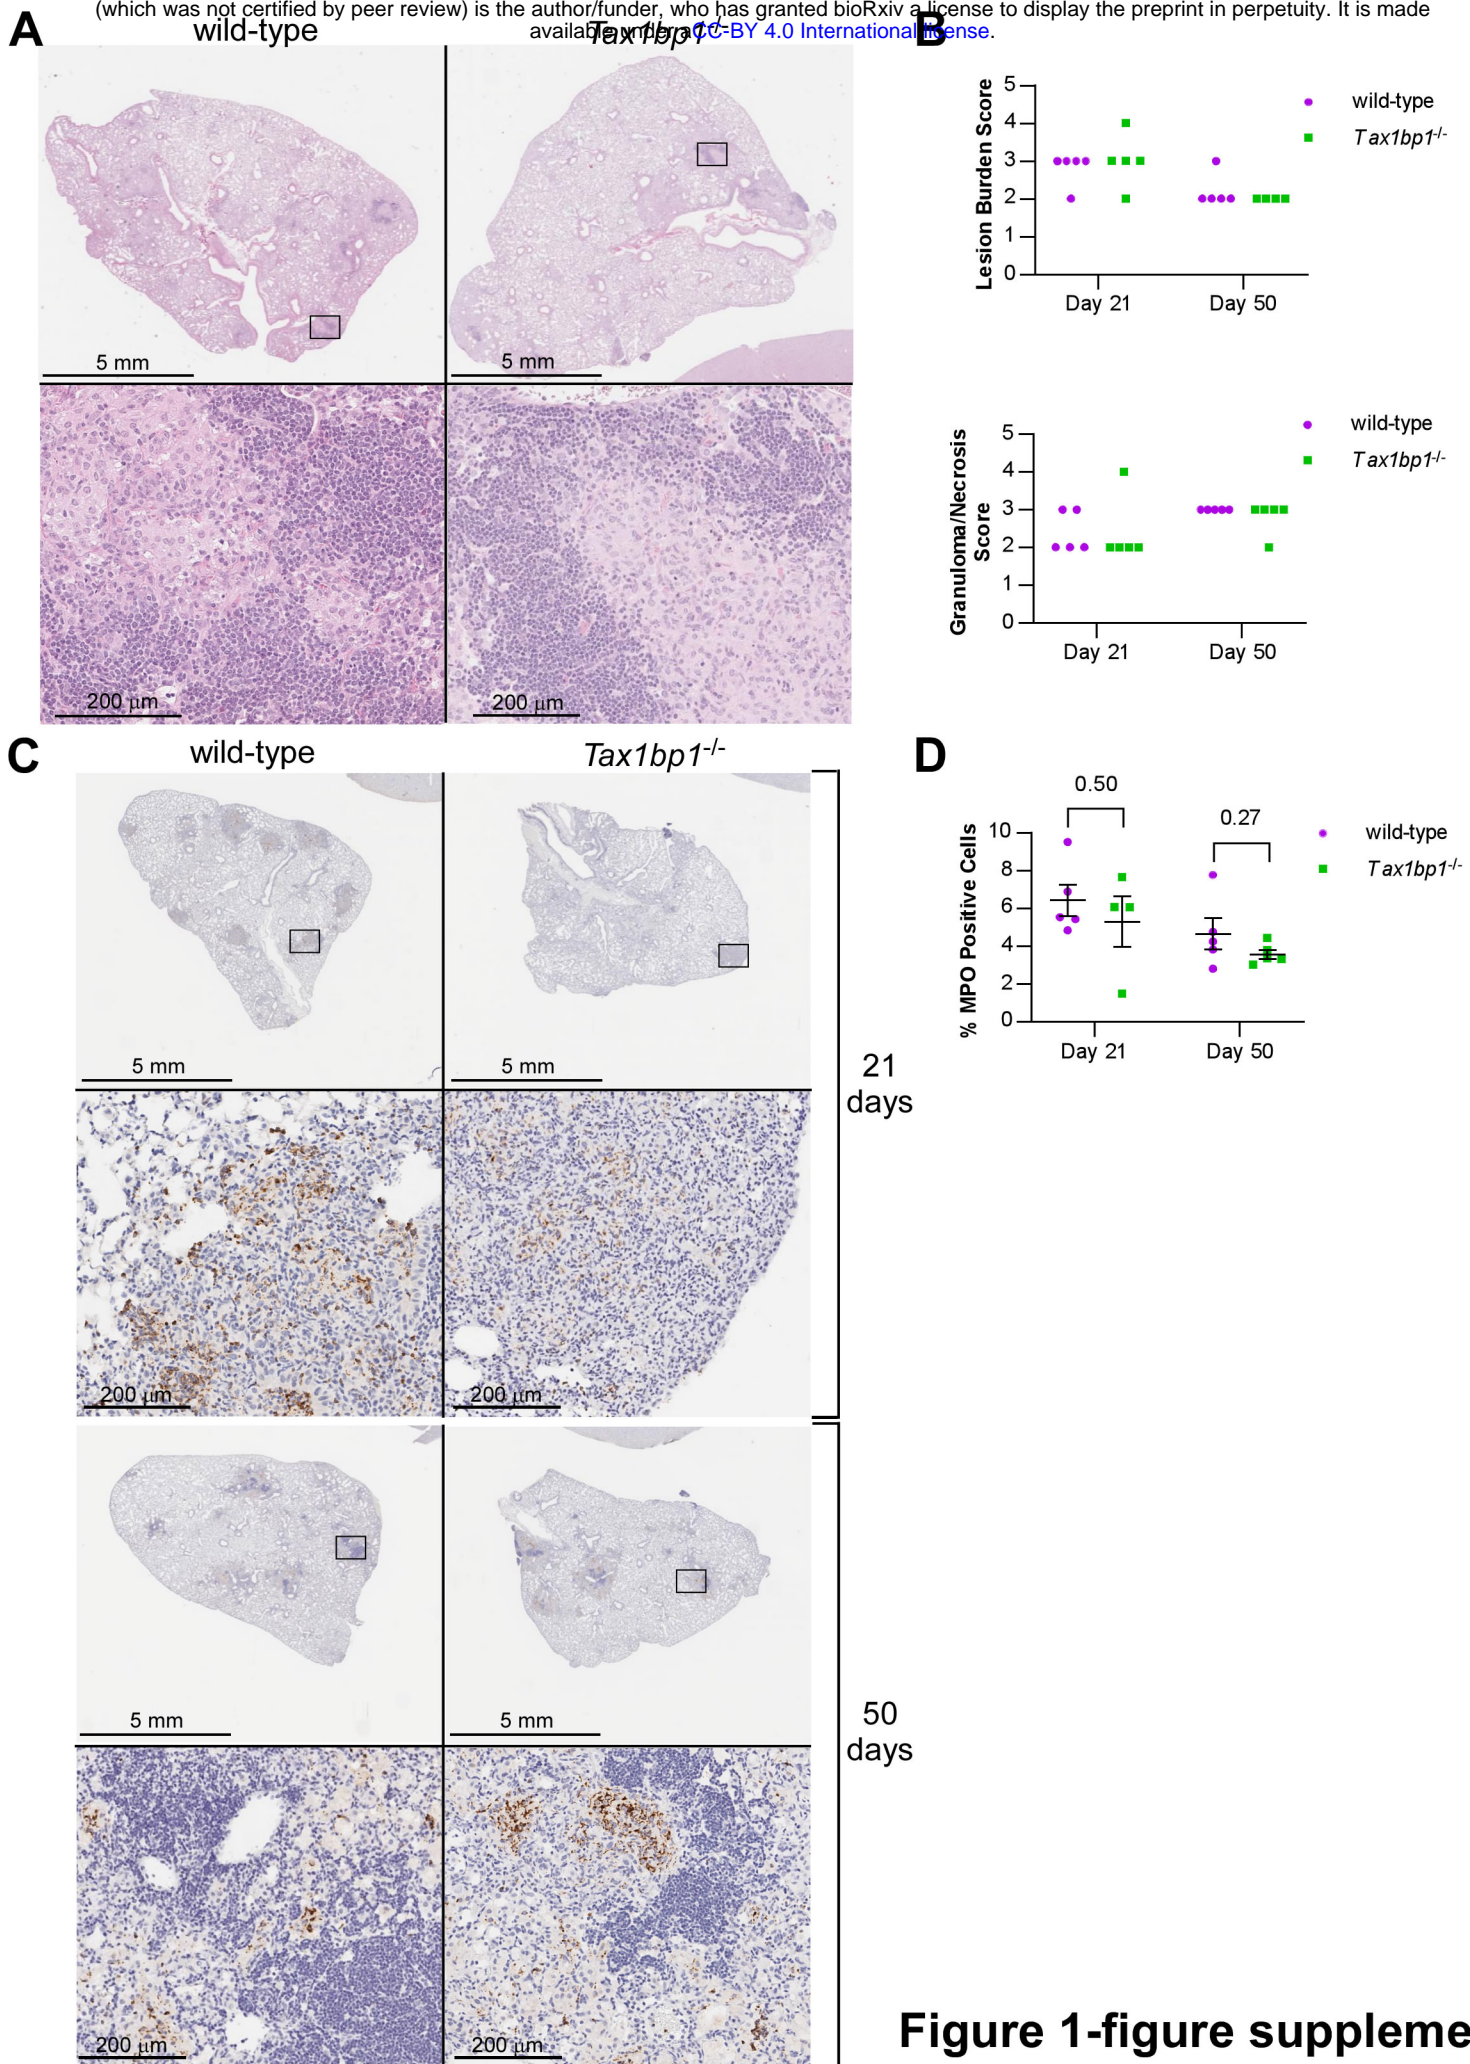 (which was not certified by peer review) is the author/funder, who has granted bioRxiv a license to display the preprint in perpetuity. It is made
available under aCC-BY 4.0 International license.
A
wild-type
Tax1bp1-/-
5 mm
5 mm
200 μm
200 μm
B
Lesion Burden Score
5
4
3
2
1
0
Day 21
Day 50
wild-type
Tax1bp1-/-
Granuloma/Necrosis
Score
5
4
3
2
1
0
Day 21
Day 50
wild-type
Tax1bp1-/-
C
wild-type
Tax1bp1-/-
5 mm
5 mm
200 μm
200 μm
21
days
5 mm
5 mm
200 μm
200 μm
50
days
D
% MPO Positive Cells
10
8
6
4
2
0
0.50
0.27
Day 21
Day 50
wild-type
Tax1bp1-/-
Figure 1-figure suppleme